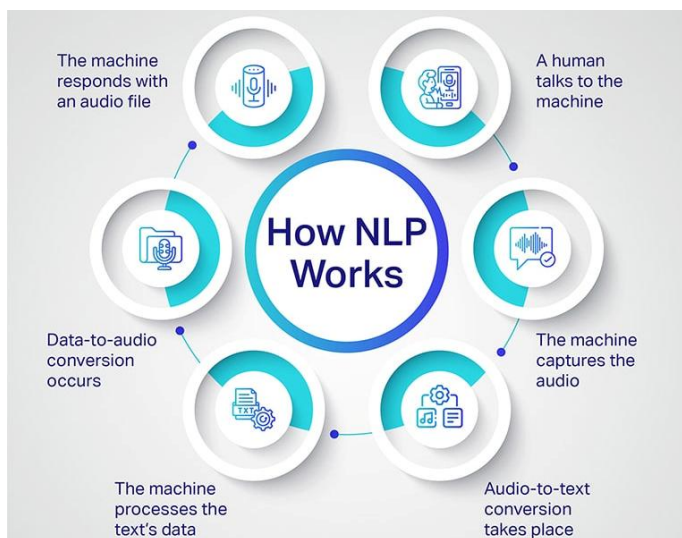 How NLP
Works
A human
talks to the
machine
The machine
captures the
audio
Audio-to-text
conversion
takes place
The machine
processes the
text's data
TXT
Data-to-audio
conversion
occurs
The machine
responds with
an audio file